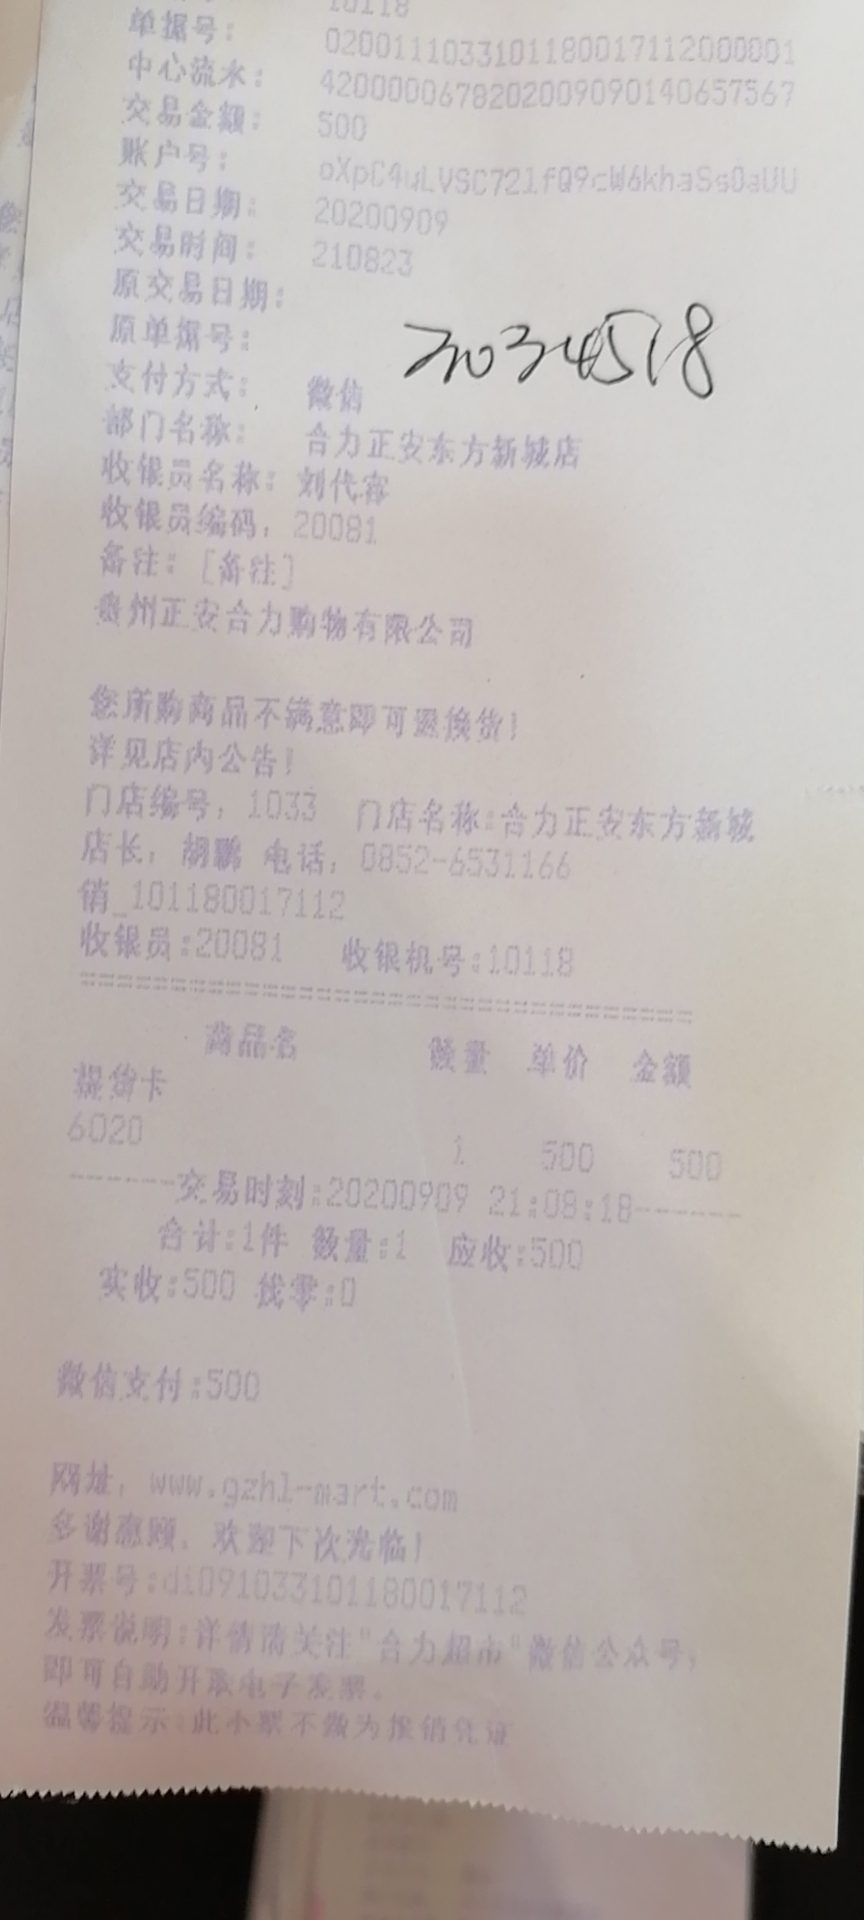 10118
单据号: 0200111033101180017112000001
中心流水: 4200000678202009090140657567
交易金额: 500
账户号: oXpC4uLVSC721fQ9cW6khaSs0aUU
交易日期: 20200909
交易时间: 210823
原交易日期:
原单据号:
3034518
支付方式: 微信
部门名称: 合力正安东方新城店
收银员名称: 刘代容
收银员编码: 20081
备注: [备注]
贵州正安合力购物有限公司
您所购商品不满意即可退换货!
详见店内公告!
门店编号: 1033 门店名称:合力正安东方新城
店长: 胡鹏 电话: 0852-6531166
销_101180017112
收银员:20081 收银机号:10118
商品名 数量 单价 金额
提货卡
6020 1 500 500
-------交易时刻:20200909 21:08:18-------
合计:1件 数量:1 应收:500
实收:500 找零:0
微信支付:500
网址: www.gzhl-mart.com
多谢惠顾, 欢迎下次光临!
开票号:di091033101180017112
发票说明:详情请关注"合力超市"微信公众号,
即可自动开取电子发票。
温馨提示:此小票不做为报销凭证